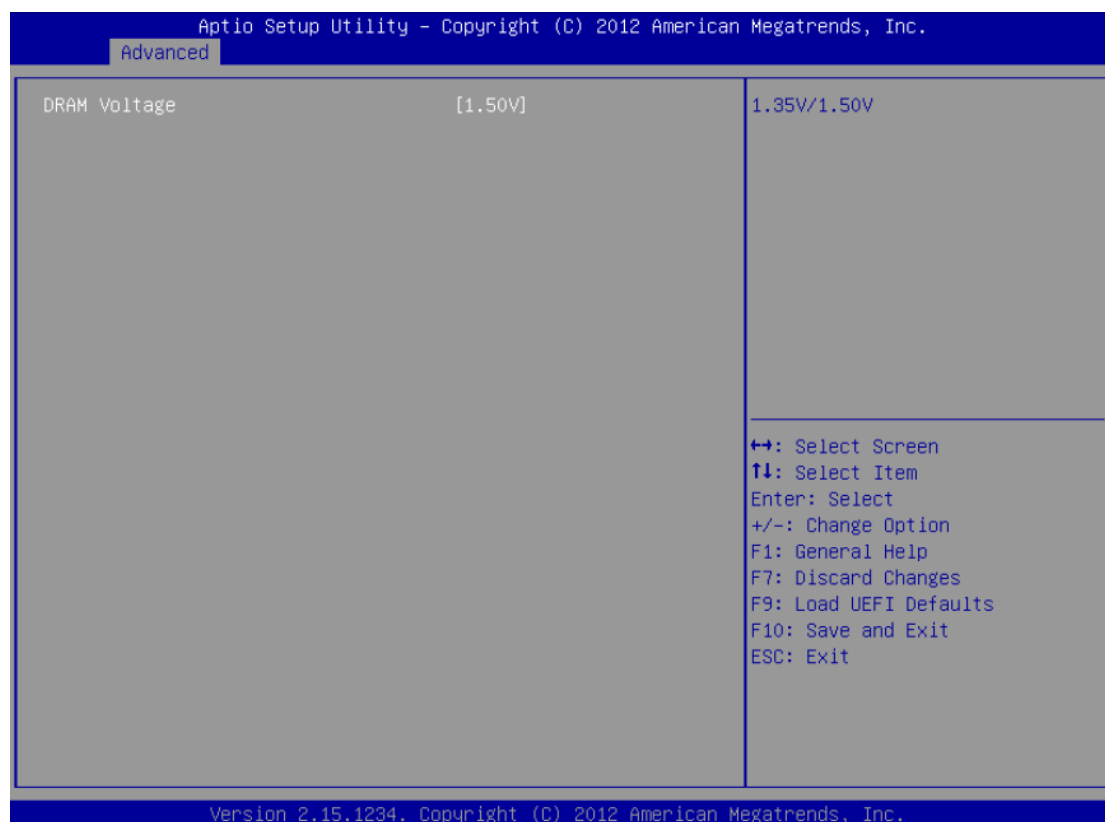 Aptio Setup Utility – Copyright (C) 2012 American Megatrends, Inc.
Advanced
DRAM Voltage [1.50V]
1.35V/1.50V
↔: Select Screen
↑↓: Select Item
Enter: Select
+/-: Change Option
F1: General Help
F7: Discard Changes
F9: Load UEFI Defaults
F10: Save and Exit
ESC: Exit
Version 2.15.1234. Copyright (C) 2012 American Megatrends, Inc.